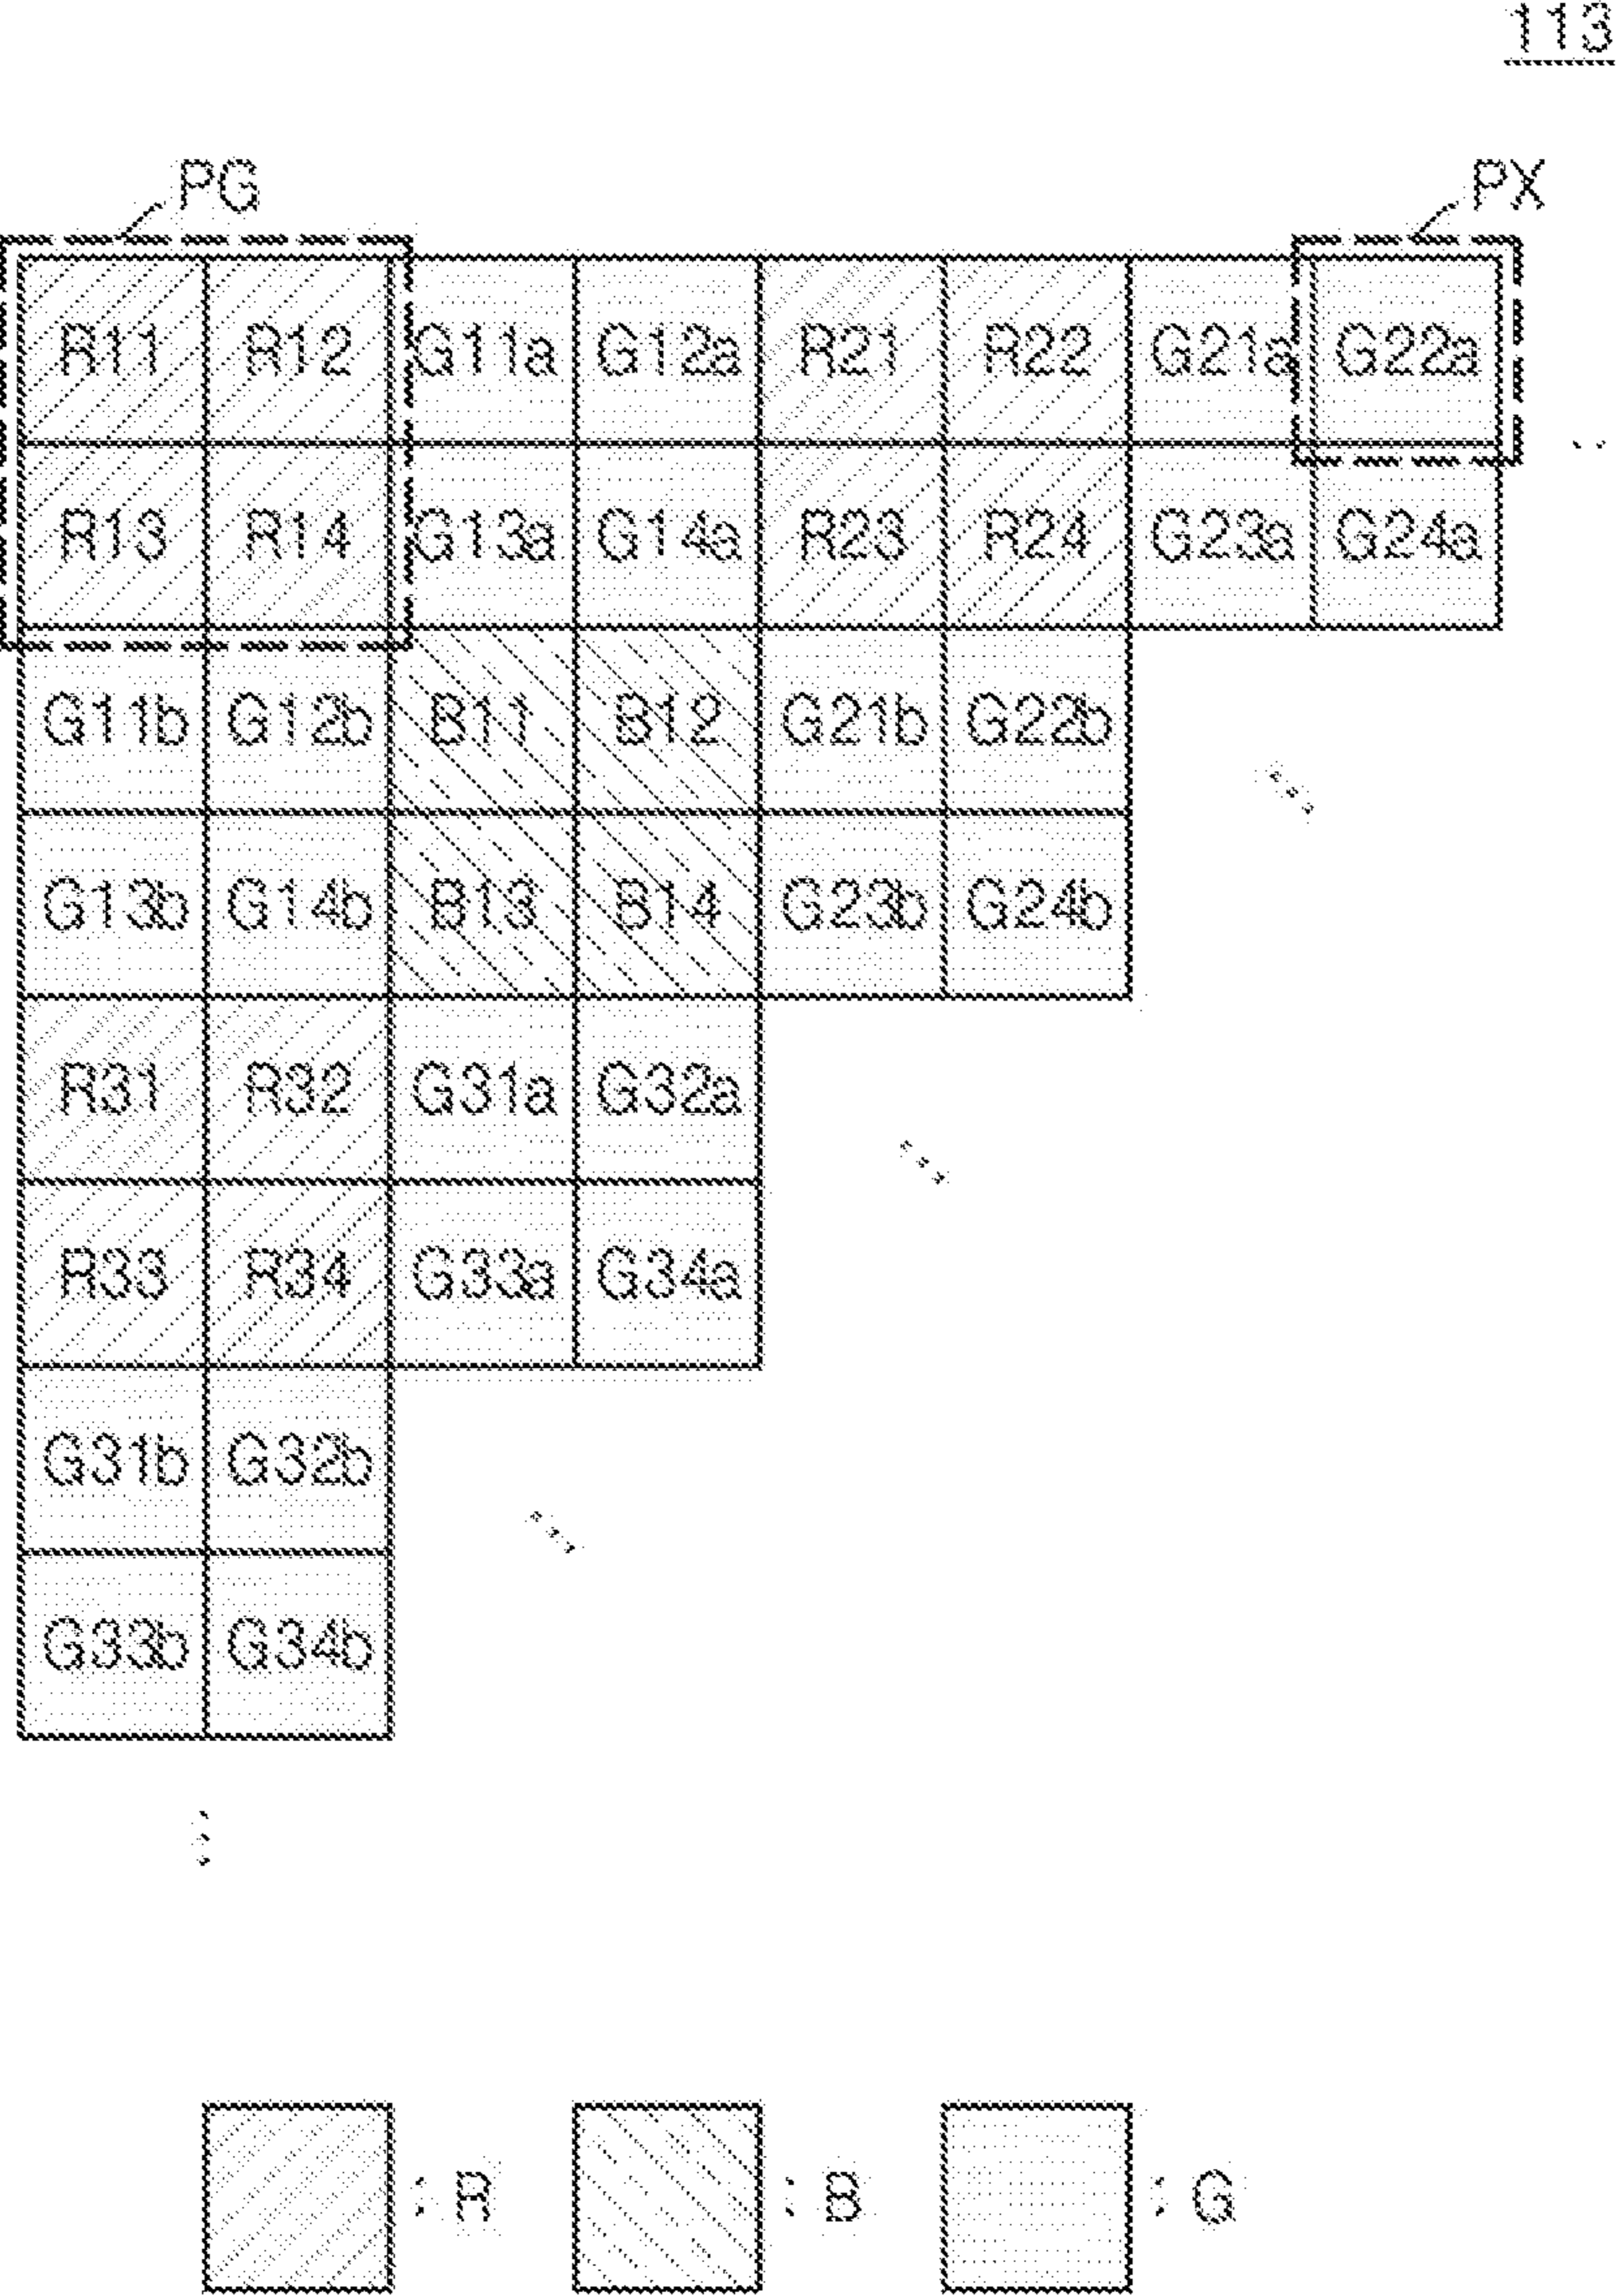 113
PG PX
R11 R12 G11a G12a R21 R22 G21a G22a
R13 R14 G13a G14a R23 R24 G23a G24a
G11b G12b B11 B12 G21b G22b
G13b G14b B13 B14 G23b G24b
R31 R32 G31a G32a
R33 R34 G33a G34a
G31b G32b
G33b G34b
: R : B : G